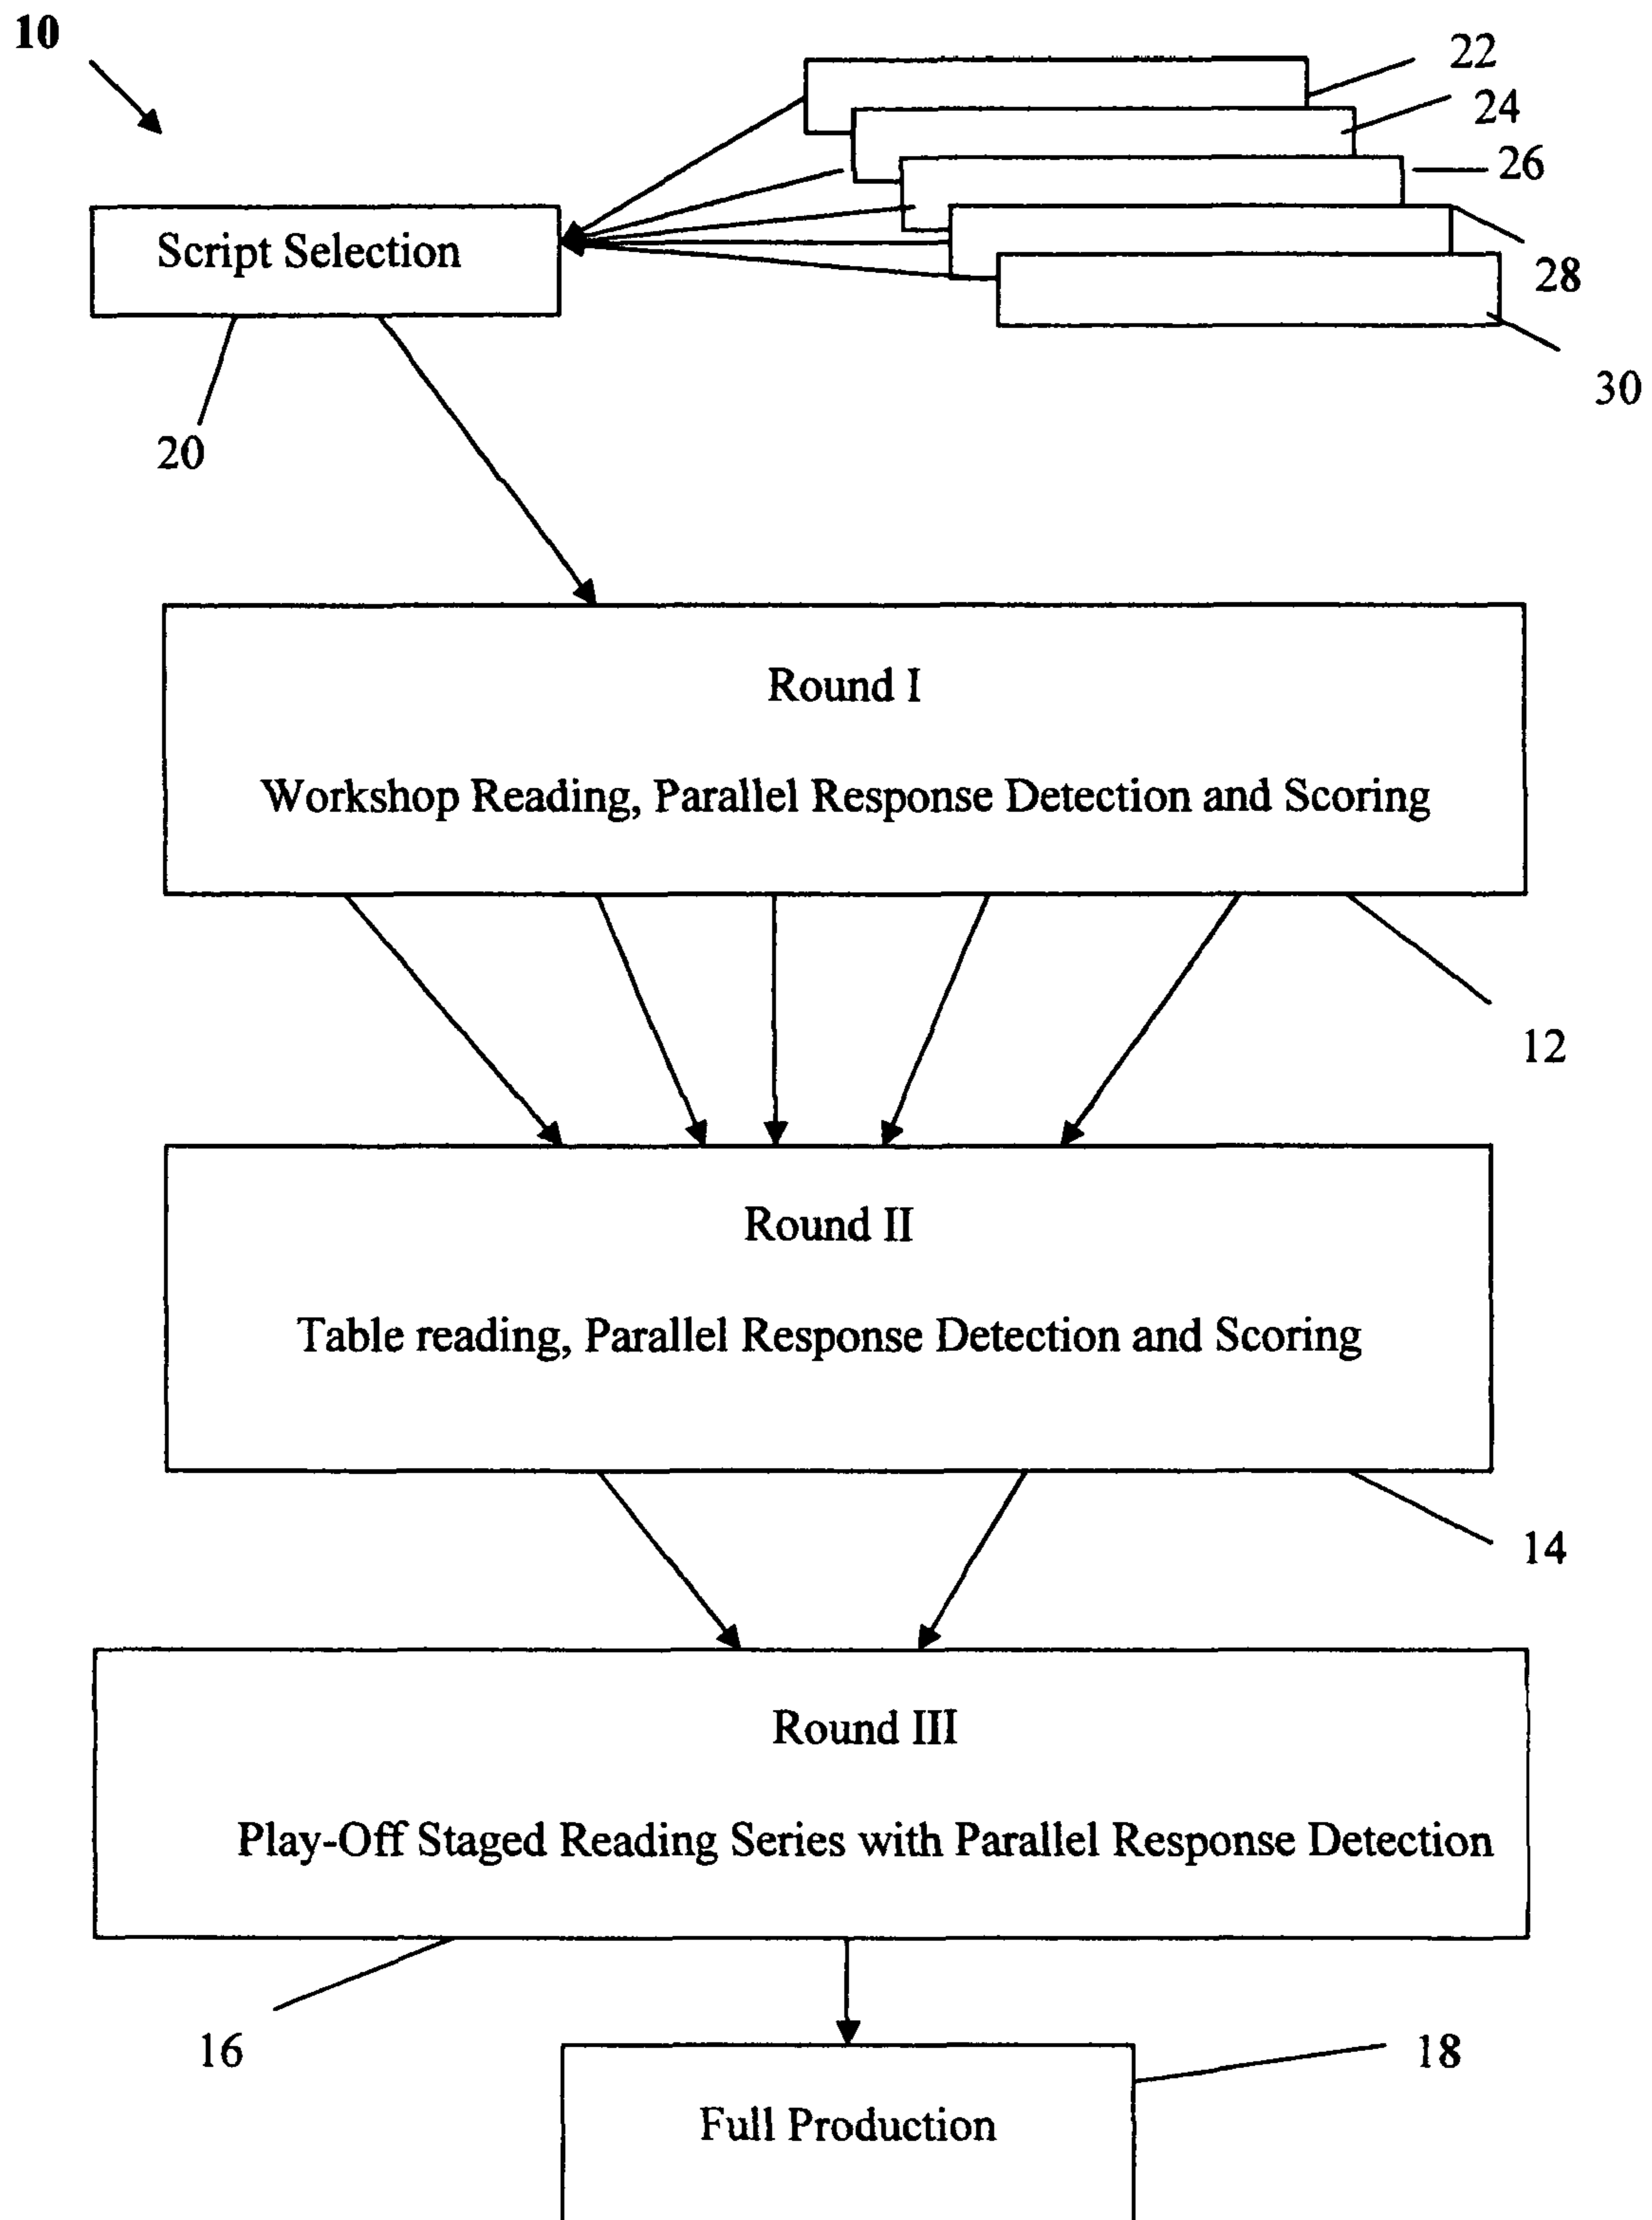 10
22
24
26
28
30
Script Selection
20
Round I
Workshop Reading, Parallel Response Detection and Scoring
12
Round II
Table reading, Parallel Response Detection and Scoring
14
Round III
Play-Off Staged Reading Series with Parallel Response Detection
16
18
Full Production